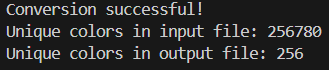 Conversion successful!
Unique colors in input file: 256780
Unique colors in output file: 256